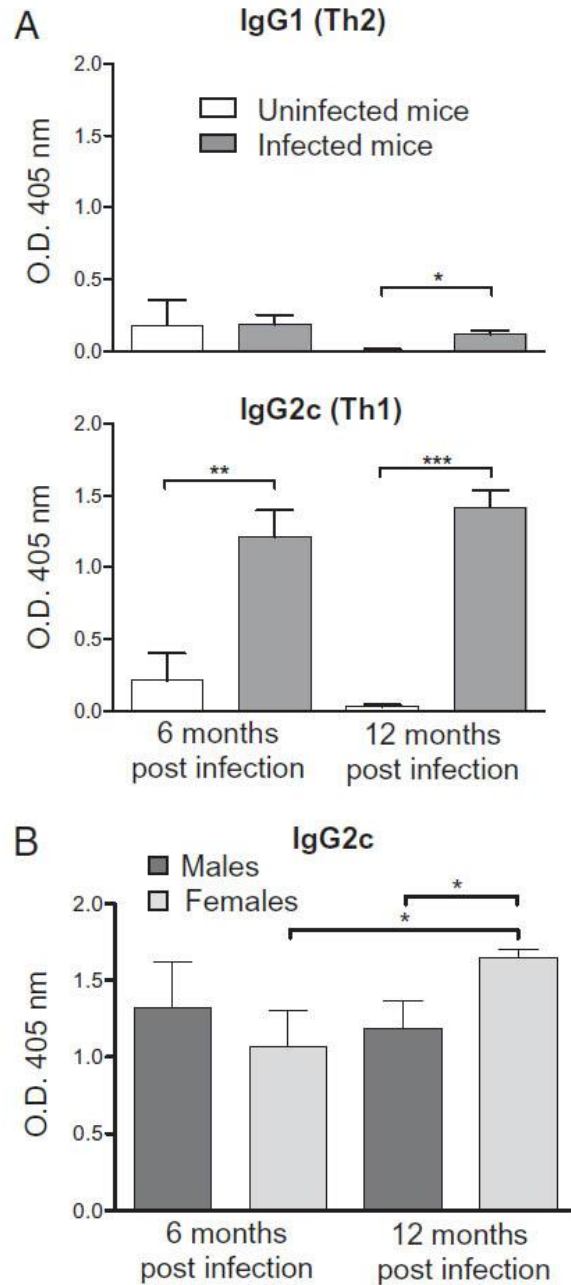 A
IgG1 (Th2)
2.0
1.5
1.0
0.5
0.0
O.D. 405 nm
Uninfected mice
Infected mice
*
IgG2c (Th1)
2.0
1.5
1.0
0.5
0.0
O.D. 405 nm
**
***
6 months
post infection
12 months
post infection
B
IgG2c
Males
Females
2.0
1.5
1.0
0.5
0.0
O.D. 405 nm
*
*
6 months
post infection
12 months
post infection